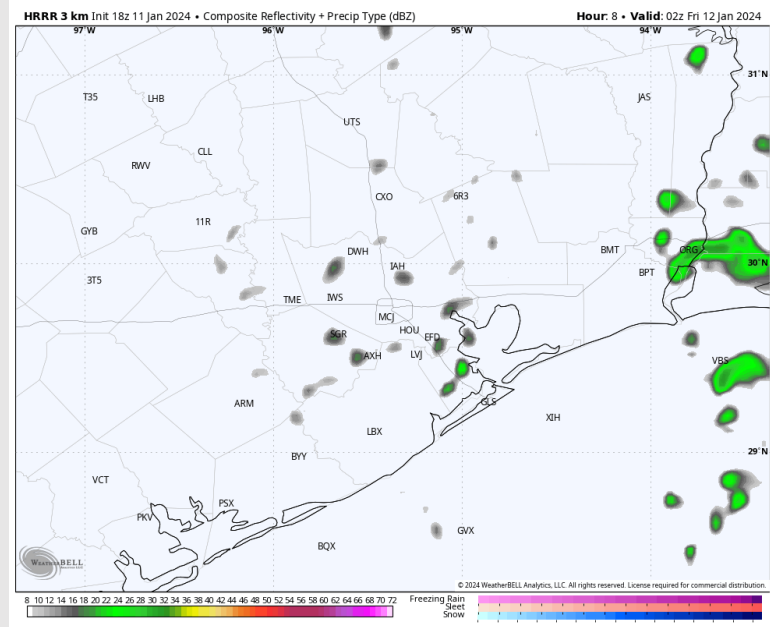 HRRR 3 km Init 18z 11 Jan 2024 • Composite Reflectivity + Precip Type (dBZ) Hour: 8 • Valid: 02z Fri 12 Jan 2024
97°W 96°W 95°W 94°W
31°N
T35 LHB JAS
UTS
CLL
RWV
CXO 6R3
11R
GYB
DWH BMT ORG
IAH 30°N
BPT
3T5
TME IWS
MCJ
HOU
SGR EFD
AXH LVJ
VBS
ARM GLS
XIH
LBX
29°N
BYY
VCT
PSX
PKV
GVX
BQX
WEATHERBELL
© 2024 WeatherBELL Analytics, LLC. All rights reserved. License required for commercial distribution.
8 10 12 14 16 18 20 22 24 26 28 30 32 34 36 38 40 42 44 46 48 50 52 54 56 58 60 62 64 66 68 70 72
Freezing Rain
Sleet
Snow